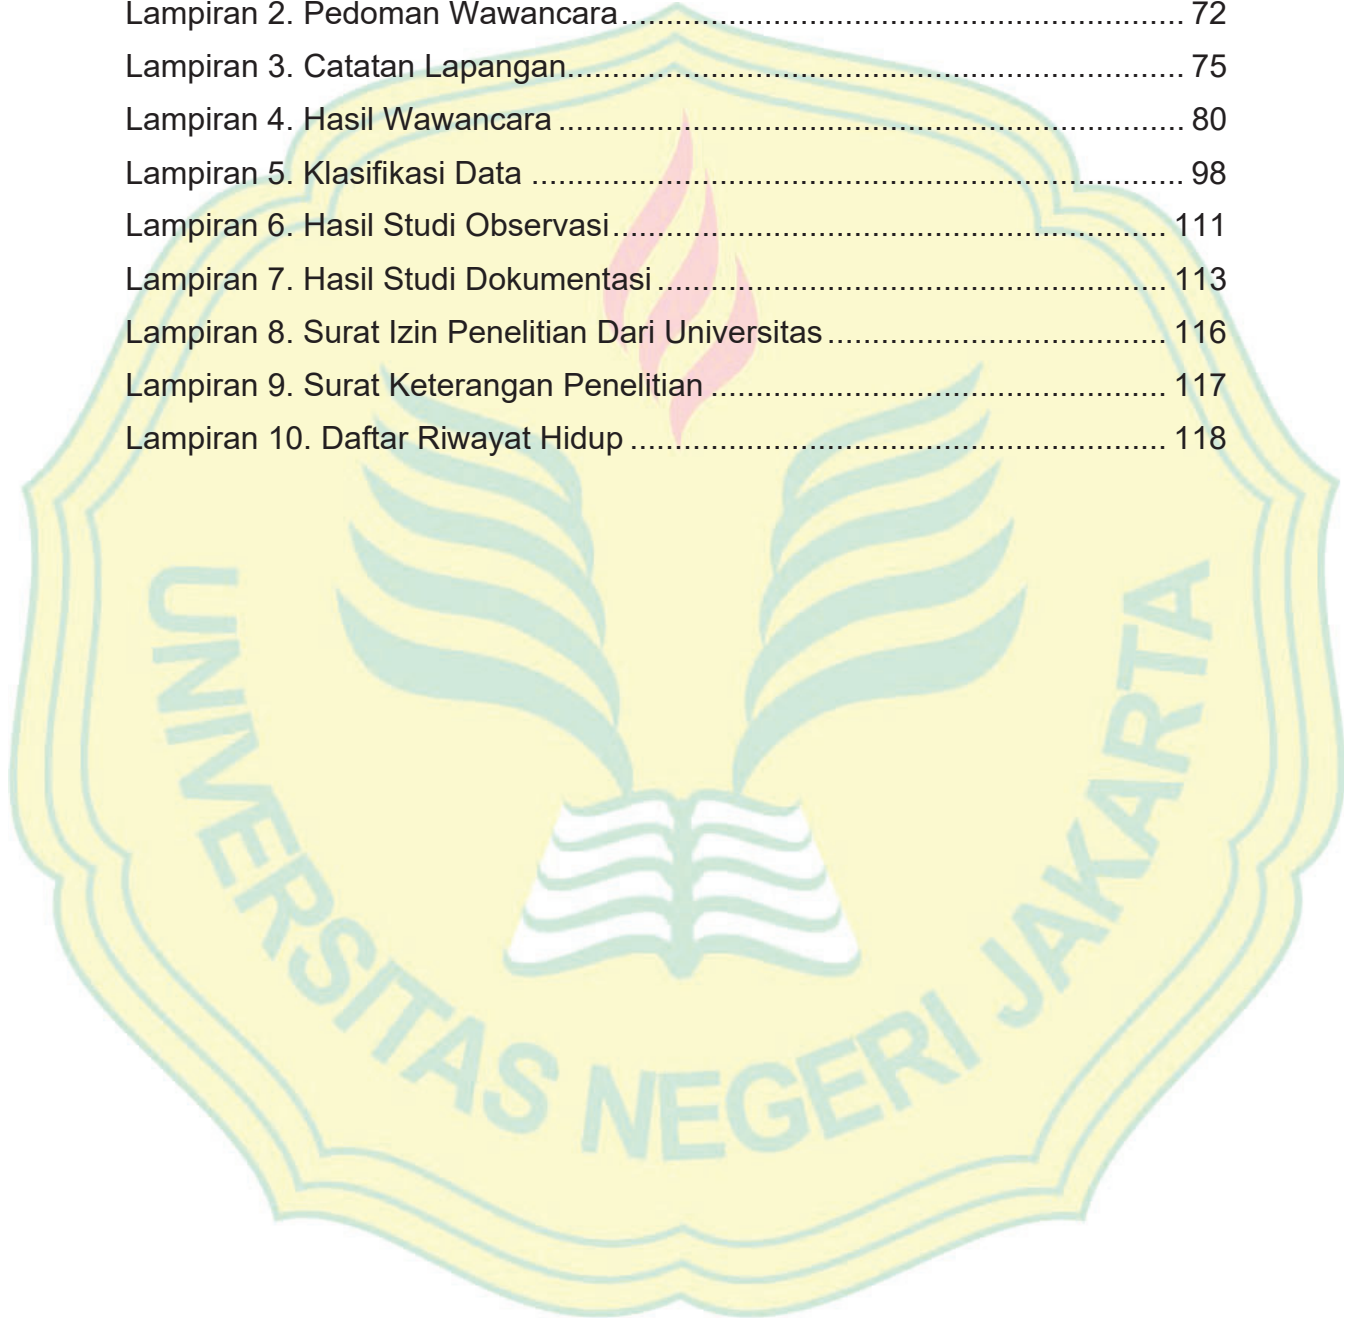 Lampiran 2. Pedoman Wawancara................................................................ 72
Lampiran 3. Catatan Lapangan...................................................................... 75
Lampiran 4. Hasil Wawancara ....................................................................... 80
Lampiran 5. Klasifikasi Data .......................................................................... 98
Lampiran 6. Hasil Studi Observasi............................................................... 111
Lampiran 7. Hasil Studi Dokumentasi .......................................................... 113
Lampiran 8. Surat Izin Penelitian Dari Universitas ...................................... 116
Lampiran 9. Surat Keterangan Penelitian .................................................... 117
Lampiran 10. Daftar Riwayat Hidup ............................................................. 118
UNIVERSITAS NEGERI JAKARTA